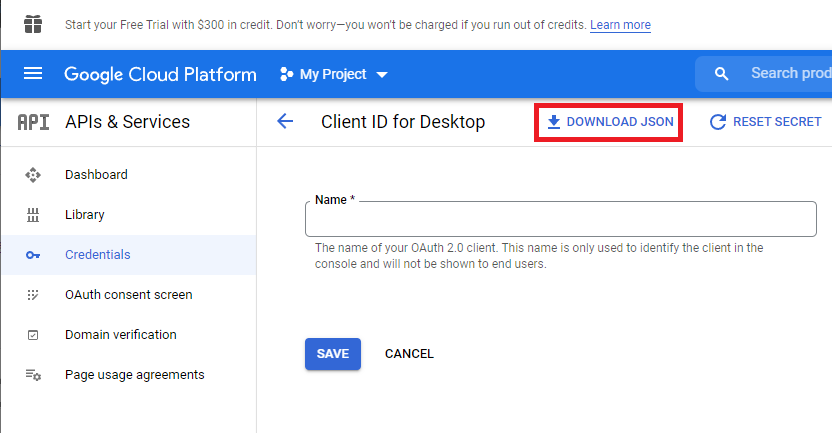 Start your Free Trial with $300 in credit. Don't worry—you won't be charged if you run out of credits. Learn more
Google Cloud Platform
My Project
Search prod
API APIs & Services
Client ID for Desktop
DOWNLOAD JSON
RESET SECRET
Dashboard
Library
Credentials
OAuth consent screen
Domain verification
Page usage agreements
Name *
The name of your OAuth 2.0 client. This name is only used to identify the client in the
console and will not be shown to end users.
SAVE
CANCEL